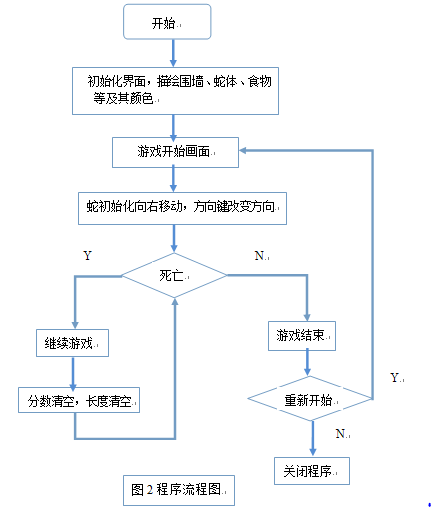 开始
初始化界面，描绘围墙、蛇体、食物
等及其颜色
游戏开始画面
蛇初始化向右移动，方向键改变方向
Y
N
死亡
继续游戏
游戏结束
分数清空，长度清空
重新开始
Y
N
关闭程序
图2程序流程图